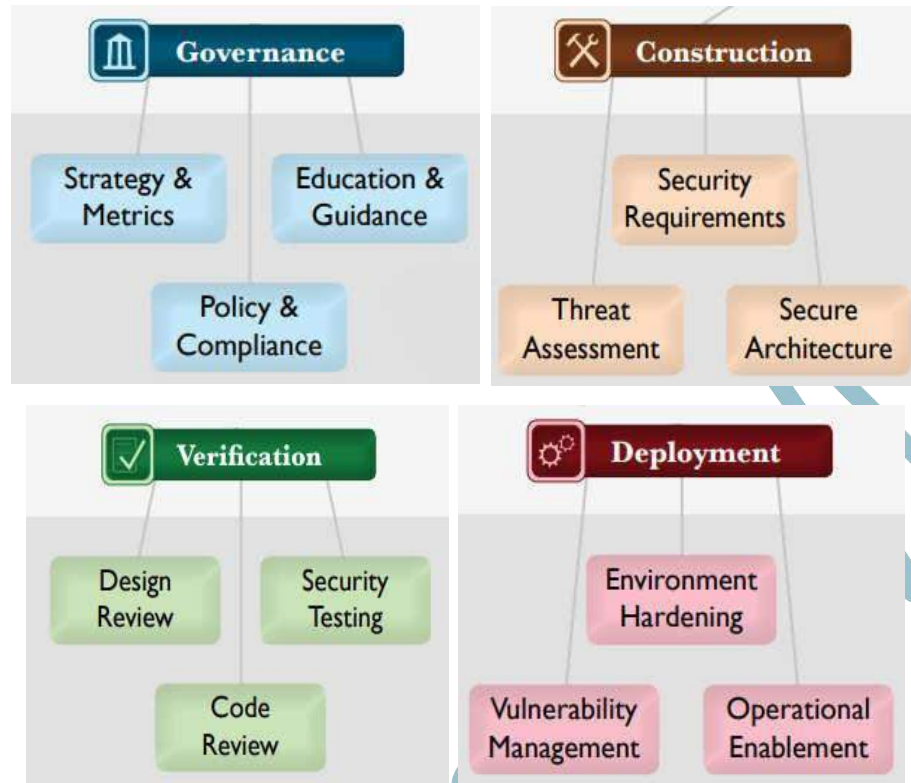 Governance
Strategy &
Metrics
Education &
Guidance
Policy &
Compliance
Construction
Security
Requirements
Threat
Assessment
Secure
Architecture
Verification
Design
Review
Security
Testing
Code
Review
Deployment
Environment
Hardening
Vulnerability
Management
Operational
Enablement